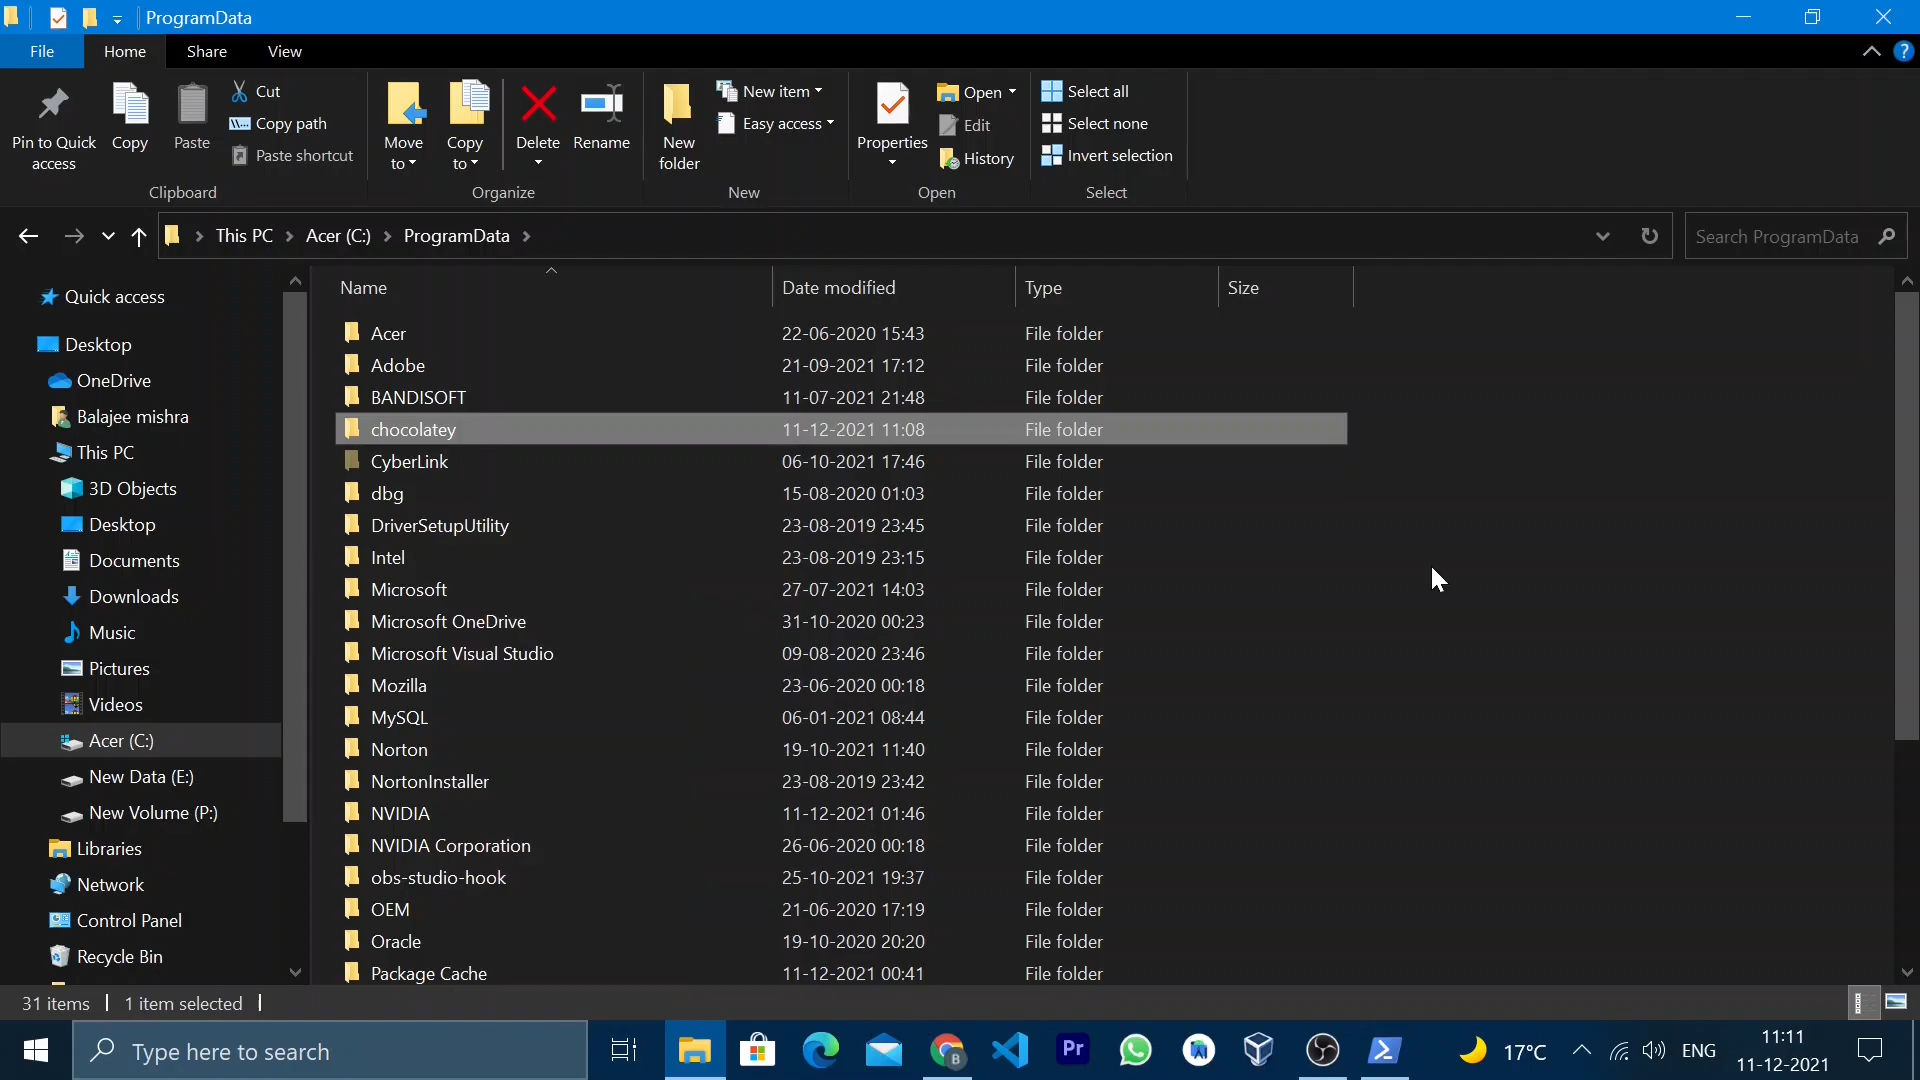 ProgramData
File Home Share View
Pin to Quick access
Copy
Paste
Cut
Copy path
Paste shortcut
Clipboard
Move to
Copy to
Delete
Rename
Organize
New folder
New item
Easy access
New
Properties
Open
Edit
History
Open
Select all
Select none
Invert selection
Select
This PC > Acer (C:) > ProgramData >
Search ProgramData
Quick access
Desktop
OneDrive
Balajee mishra
This PC
3D Objects
Desktop
Documents
Downloads
Music
Pictures
Videos
Acer (C:)
New Data (E:)
New Volume (P:)
Libraries
Network
Control Panel
Recycle Bin
Name Date modified Type Size
Acer 22-06-2020 15:43 File folder
Adobe 21-09-2021 17:12 File folder
BANDISOFT 11-07-2021 21:48 File folder
chocolatey 11-12-2021 11:08 File folder
CyberLink 06-10-2021 17:46 File folder
dbg 15-08-2020 01:03 File folder
DriverSetupUtility 23-08-2019 23:45 File folder
Intel 23-08-2019 23:15 File folder
Microsoft 27-07-2021 14:03 File folder
Microsoft OneDrive 31-10-2020 00:23 File folder
Microsoft Visual Studio 09-08-2020 23:46 File folder
Mozilla 23-06-2020 00:18 File folder
MySQL 06-01-2021 08:44 File folder
Norton 19-10-2021 11:40 File folder
NortonInstaller 23-08-2019 23:42 File folder
NVIDIA 11-12-2021 01:46 File folder
NVIDIA Corporation 26-06-2020 00:18 File folder
obs-studio-hook 25-10-2021 19:37 File folder
OEM 21-06-2020 17:19 File folder
Oracle 19-10-2020 20:20 File folder
Package Cache 11-12-2021 00:41 File folder
31 items 1 item selected
Type here to search
Pr
B
17°C
ENG
11:11
11-12-2021